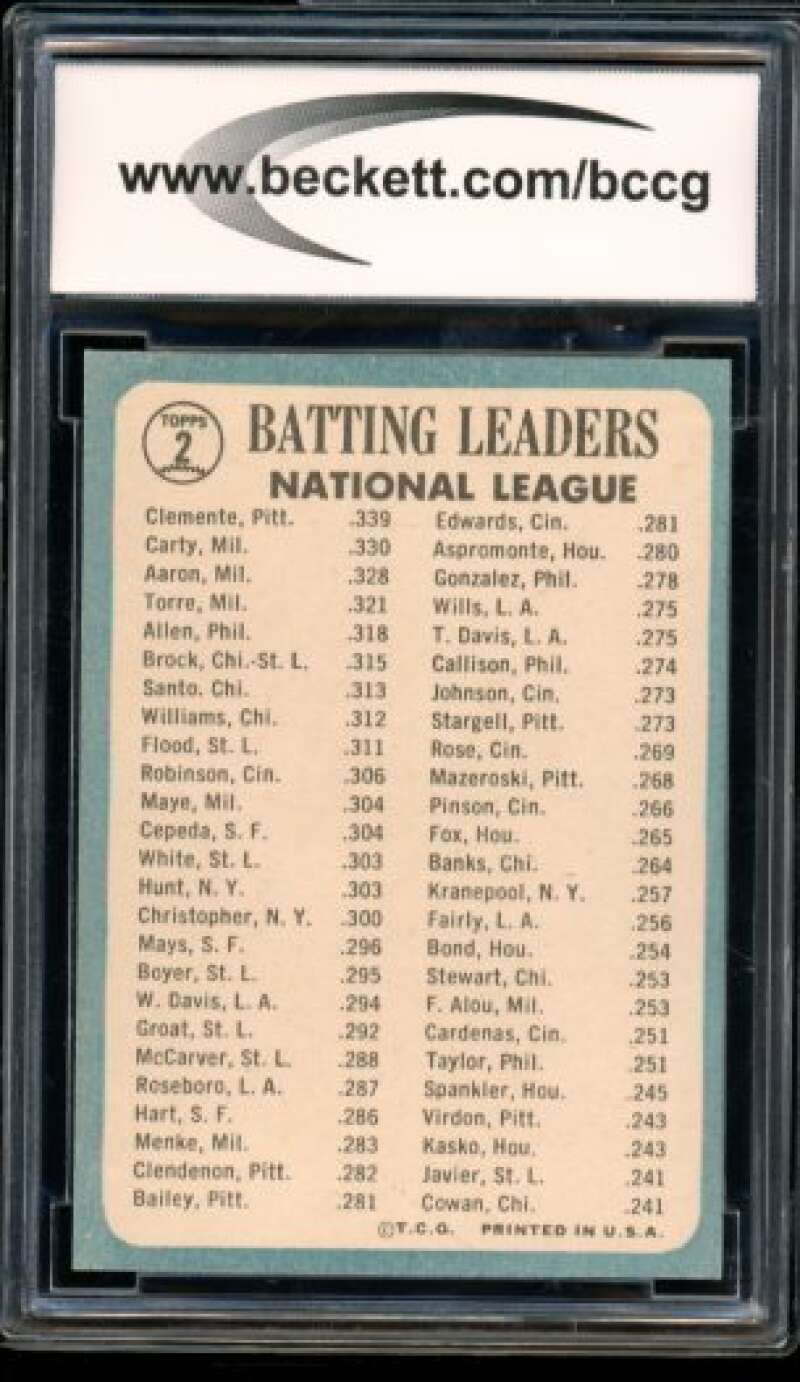 www.beckett.com/bccg
TOPPS
2
BATTING LEADERS
NATIONAL LEAGUE
Clemente, Pitt. .339
Carty, Mil. .330
Aaron, Mil. .328
Torre, Mil. .321
Allen, Phil. .318
Brock, Chi.-St. L. .315
Santo. Chi. .313
Williams, Chi. .312
Flood, St. L. .311
Robinson, Cin. .306
Maye, Mil. .304
Cepeda, S. F. .304
White, St. L. .303
Hunt, N. Y. .303
Christopher, N. Y. .300
Mays, S. F. .296
Boyer, St. L. .295
W. Davis, L. A. .294
Groat, St. L. .292
McCarver, St. L. .288
Roseboro, L. A. .287
Hart, S. F. .286
Menke, Mil. .283
Clendenon, Pitt. .282
Bailey, Pitt. .281
Edwards, Cin. .281
Aspromonte, Hou. .280
Gonzalez, Phil. .278
Wills, L. A. .275
T. Davis, L. A. .275
Callison, Phil. .274
Johnson, Cin. .273
Stargell, Pitt. .273
Rose, Cin. .269
Mazeroski, Pitt. .268
Pinson, Cin. .266
Fox, Hou. .265
Banks, Chi. .264
Kranepool, N. Y. .257
Fairly, L. A. .256
Bond, Hou. .254
Stewart, Chi. .253
F. Alou, Mil. .253
Cardenas, Cin. .251
Taylor, Phil. .251
Spankler, Hou. .245
Virdon, Pitt. .243
Kasko, Hou. .243
Javier, St. L. .241
Cowan, Chi. .241
©T.C.G. PRINTED IN U.S.A.